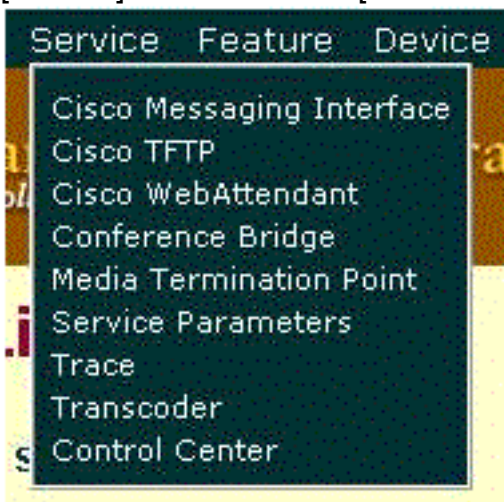 Service Feature Device
Cisco Messaging Interface
Cisco TFTP
Cisco WebAttendant
Conference Bridge
Media Termination Point
Service Parameters
Trace
Transcoder
Control Center